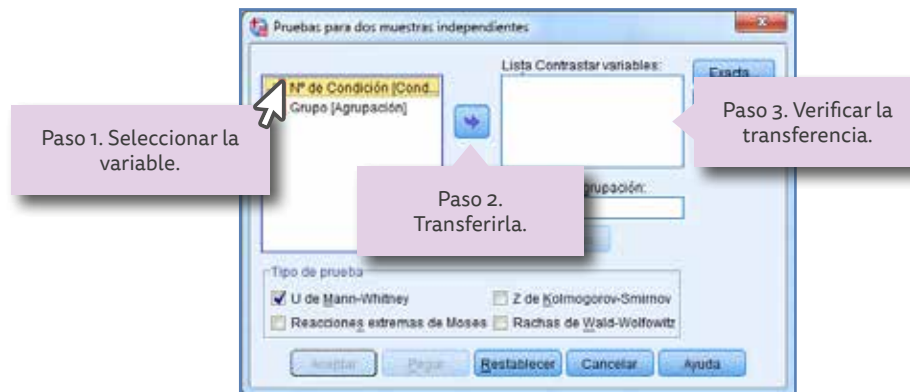 Pruebas para dos muestras independientes
Lista Contrastar variables:
Exacta...
Nº de Condición [Cond...
Grupo [Agrupación]
Paso 1. Seleccionar la
variable.
Paso 3. Verificar la
transferencia.
Paso 2.
Transferirla.
grupación:
Tipo de prueba
U de Mann-Whitney
Z de Kolmogorov-Smirnov
Reacciones extremas de Moses
Rachas de Wald-Wolfowitz
Aceptar
Pegar
Restablecer
Cancelar
Ayuda